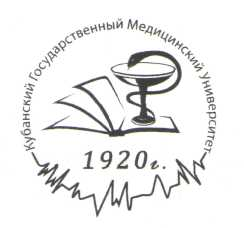 Кубанский Государственный Медицинский Университет
1920г.